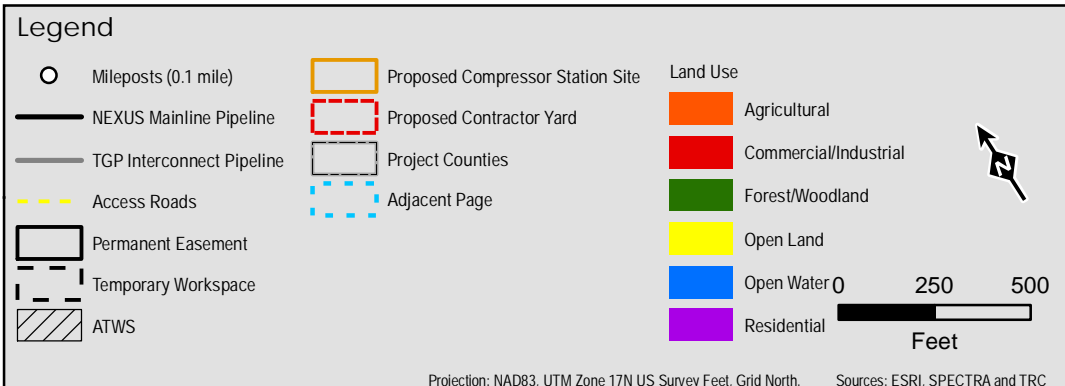 Legend
Mileposts (0.1 mile)
NEXUS Mainline Pipeline
TGP Interconnect Pipeline
Access Roads
Permanent Easement
Temporary Workspace
ATWS
Proposed Compressor Station Site
Proposed Contractor Yard
Project Counties
Adjacent Page
Land Use
Agricultural
Commercial/Industrial
Forest/Woodland
Open Land
Open Water
Residential
N
0 250 500
Feet
Projection: NAD83, UTM Zone 17N US Survey Feet, Grid North. Sources: ESRI, SPECTRA and TRC